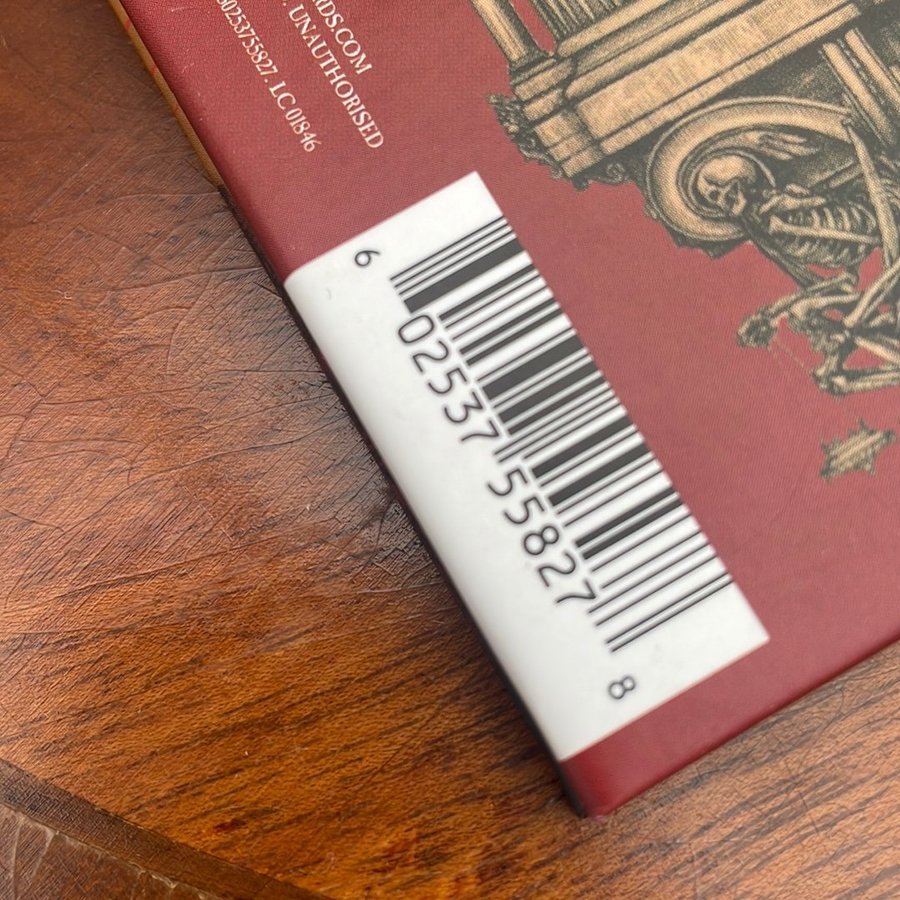 RDS.COM
. UNAUTHORISED
0253755827. LC 01846
6 02537 55827 8